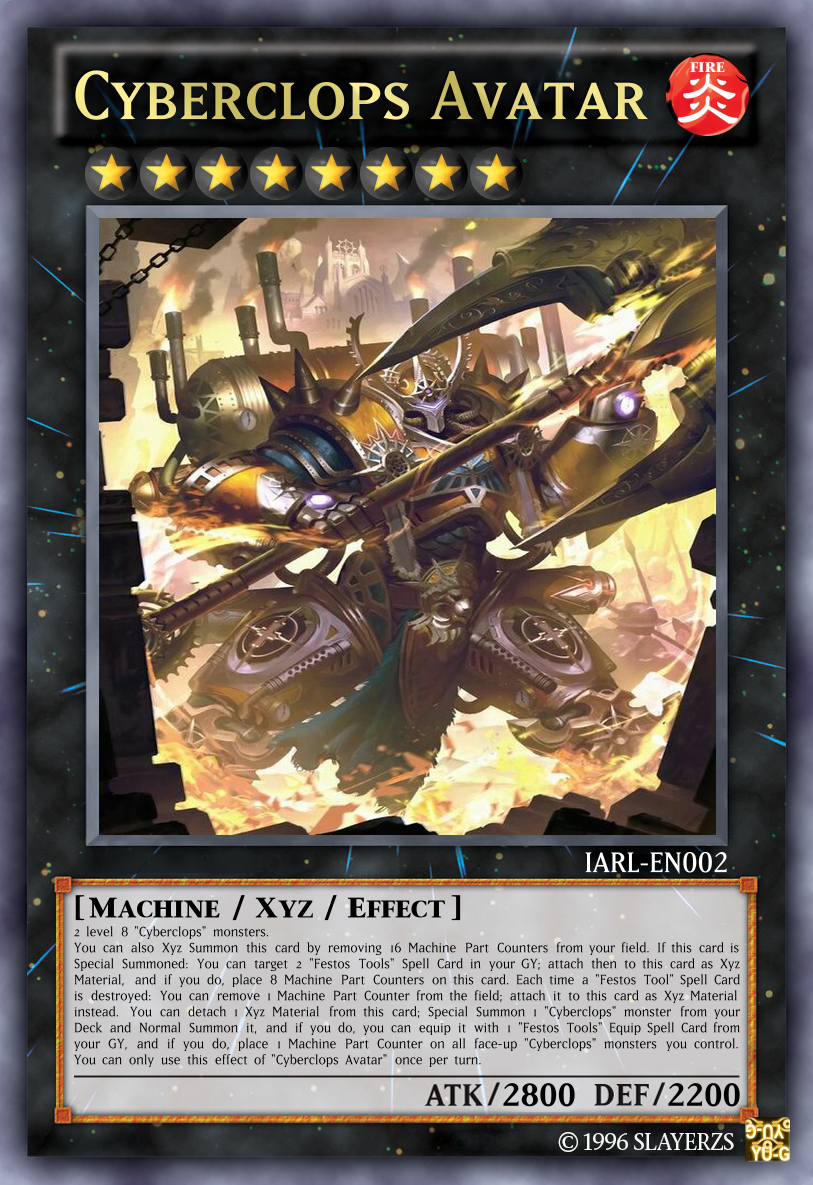 Cyberclops Avatar
FIRE
炎
IARL-EN002
[ Machine / Xyz / Effect ]
2 level 8 "Cyberclops" monsters.
You can also Xyz Summon this card by removing 16 Machine Part Counters from your field. If this card is
Special Summoned: You can target 2 "Festos Tools" Spell Card in your GY; attach then to this card as Xyz
Material, and if you do, place 8 Machine Part Counters on this card. Each time a "Festos Tool" Spell Card
is destroyed: You can remove 1 Machine Part Counter from the field; attach it to this card as Xyz Material
instead. You can detach 1 Xyz Material from this card; Special Summon 1 "Cyberclops" monster from your
Deck and Normal Summon it, and if you do, you can equip it with 1 "Festos Tools" Equip Spell Card from
your GY, and if you do, place 1 Machine Part Counter on all face-up "Cyberclops" monsters you control.
You can only use this effect of "Cyberclops Avatar" once per turn.
ATK/2800 DEF/2200
© 1996 SLAYERZS
YU-G